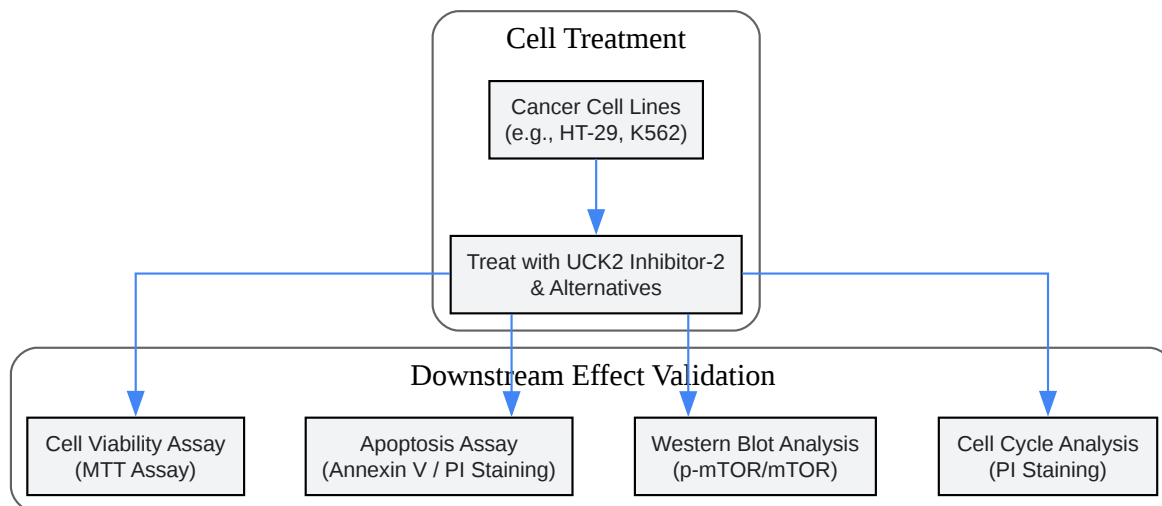 Cell Treatment
Cancer Cell Lines
(e.g., HT-29, K562)
Treat with UCK2 Inhibitor-2
& Alternatives
Downstream Effect Validation
Cell Viability Assay
(MTT Assay)
Apoptosis Assay
(Annexin V / PI Staining)
Western Blot Analysis
(p-mTOR/mTOR)
Cell Cycle Analysis
(PI Staining)